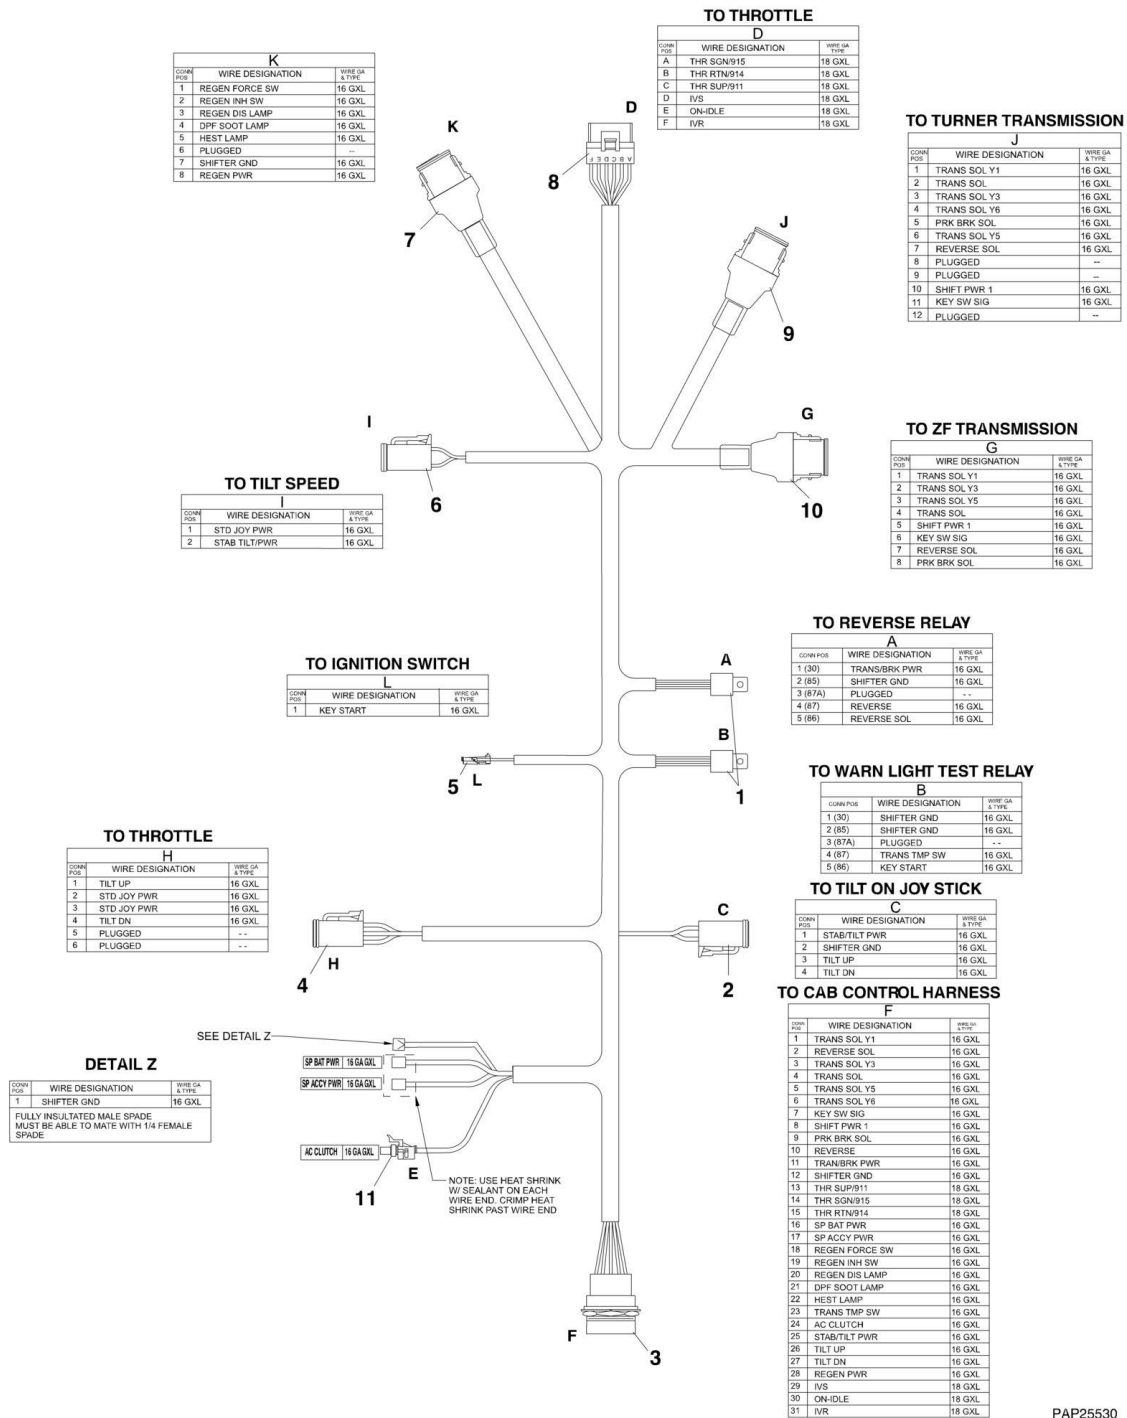 TO THROTTLE
D
CONN POS WIRE DESIGNATION WIRE GA TYPE
A THR SGN/915 18 GXL
B THR RTN/914 18 GXL
C THR SUP/911 18 GXL
D IVS 18 GXL
E ON-IDLE 18 GXL
F IVR 18 GXL
K
CONN POS WIRE DESIGNATION WIRE GA & TYPE
1 REGEN FORCE SW 16 GXL
2 REGEN INH SW 16 GXL
3 REGEN DIS LAMP 16 GXL
4 DPF SOOT LAMP 16 GXL
5 HEST LAMP 16 GXL
6 PLUGGED --
7 SHIFTER GND 16 GXL
8 REGEN PWR 16 GXL
TO TURNER TRANSMISSION
J
CONN POS WIRE DESIGNATION WIRE GA & TYPE
1 TRANS SOL Y1 16 GXL
2 TRANS SOL 16 GXL
3 TRANS SOL Y3 16 GXL
4 TRANS SOL Y6 16 GXL
5 PRK BRK SOL 16 GXL
6 TRANS SOL Y5 16 GXL
7 REVERSE SOL 16 GXL
8 PLUGGED --
9 PLUGGED --
10 SHIFT PWR 1 16 GXL
11 KEY SW SIG 16 GXL
12 PLUGGED --
K
D
F E D C B A
8
7
J
9
I
6
G
10
TO TILT SPEED
I
CONN POS WIRE DESIGNATION WIRE GA & TYPE
1 STD JOY PWR 16 GXL
2 STAB TILT/PWR 16 GXL
TO ZF TRANSMISSION
G
CONN POS WIRE DESIGNATION WIRE GA & TYPE
1 TRANS SOL Y1 16 GXL
2 TRANS SOL Y3 16 GXL
3 TRANS SOL Y5 16 GXL
4 TRANS SOL 16 GXL
5 SHIFT PWR 1 16 GXL
6 KEY SW SIG 16 GXL
7 REVERSE SOL 16 GXL
8 PRK BRK SOL 16 GXL
TO REVERSE RELAY
A
CONN POS WIRE DESIGNATION WIRE GA & TYPE
1 (30) TRANS/BRK PWR 16 GXL
2 (85) SHIFTER GND 16 GXL
3 (87A) PLUGGED --
4 (87) REVERSE 16 GXL
5 (86) REVERSE SOL 16 GXL
TO IGNITION SWITCH
L
CONN POS WIRE DESIGNATION WIRE GA & TYPE
1 KEY START 16 GXL
A
B
1
5 L
TO WARN LIGHT TEST RELAY
B
CONN POS WIRE DESIGNATION WIRE GA & TYPE
1 (30) SHIFTER GND 16 GXL
2 (85) SHIFTER GND 16 GXL
3 (87A) PLUGGED --
4 (87) TRANS TMP SW 16 GXL
5 (86) KEY START 16 GXL
TO THROTTLE
H
CONN POS WIRE DESIGNATION WIRE GA & TYPE
1 TILT UP 16 GXL
2 STD JOY PWR 16 GXL
3 STD JOY PWR 16 GXL
4 TILT DN 16 GXL
5 PLUGGED --
6 PLUGGED --
H
4
C
2
TO TILT ON JOY STICK
C
CONN POS WIRE DESIGNATION WIRE GA & TYPE
1 STAB/TILT PWR 16 GXL
2 SHIFTER GND 16 GXL
3 TILT UP 16 GXL
4 TILT DN 16 GXL
TO CAB CONTROL HARNESS
F
CONN POS WIRE DESIGNATION WIRE GA & TYPE
1 TRANS SOL Y1 16 GXL
2 REVERSE SOL 16 GXL
3 TRANS SOL Y3 16 GXL
4 TRANS SOL 16 GXL
5 TRANS SOL Y5 16 GXL
6 TRANS SOL Y6 16 GXL
7 KEY SW SIG 16 GXL
8 SHIFT PWR 1 16 GXL
9 PRK BRK SOL 16 GXL
10 REVERSE 16 GXL
11 TRAN/BRK PWR 16 GXL
12 SHIFTER GND 16 GXL
13 THR SUP/911 18 GXL
14 THR SGN/915 18 GXL
15 THR RTN/914 18 GXL
16 SP BAT PWR 16 GXL
17 SP ACCY PWR 16 GXL
18 REGEN FORCE SW 16 GXL
19 REGEN INH SW 16 GXL
20 REGEN DIS LAMP 16 GXL
21 DPF SOOT LAMP 16 GXL
22 HEST LAMP 16 GXL
23 TRANS TMP SW 16 GXL
24 AC CLUTCH 16 GXL
25 STAB/TILT PWR 16 GXL
26 TILT UP 16 GXL
27 TILT DN 16 GXL
28 REGEN PWR 16 GXL
29 IVS 18 GXL
30 ON-IDLE 18 GXL
31 IVR 18 GXL
SEE DETAIL Z
SP BAT PWR 16 GA GXL
SP ACCY PWR 16 GA GXL
AC CLUTCH 16 GA GXL
DETAIL Z
CONN POS WIRE DESIGNATION WIRE GA & TYPE
1 SHIFTER GND 16 GXL
FULLY INSULTATED MALE SPADE
MUST BE ABLE TO MATE WITH 1/4 FEMALE
SPADE
11
E
NOTE: USE HEAT SHRINK
W/ SEALANT ON EACH
WIRE END. CRIMP HEAT
SHRINK PAST WIRE END
F
3
PAP25530